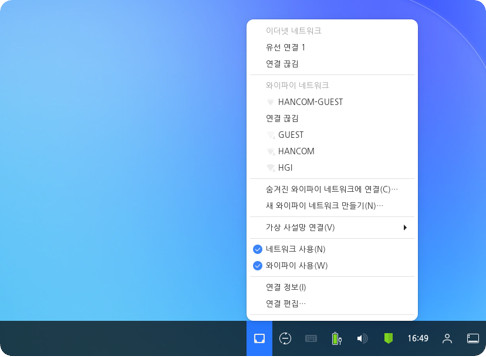 이더넷 네트워크
유선 연결 1
연결 끊김
와이파이 네트워크
HANCOM-GUEST
연결 끊김
GUEST
HANCOM
HGI
숨겨진 와이파이 네트워크에 연결(C)...
새 와이파이 네트워크 만들기(N)...
가상 사설망 연결(V)
네트워크 사용(N)
와이파이 사용(W)
연결 정보(I)
연결 편집...
16:49